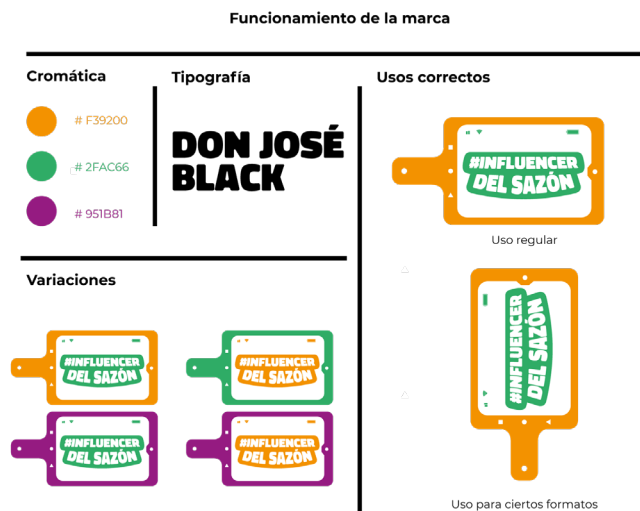 Funcionamiento de la marca
Cromática
# F39200
# 2FAC66
# 951B81
Tipografía
DON JOSÉ
BLACK
Usos correctos
#INFLUENCER
DEL SAZÓN
Uso regular
#INFLUENCER
DEL SAZÓN
Uso para ciertos formatos
Variaciones
#INFLUENCER
DEL SAZÓN
#INFLUENCER
DEL SAZÓN
#INFLUENCER
DEL SAZÓN
#INFLUENCER
DEL SAZÓN